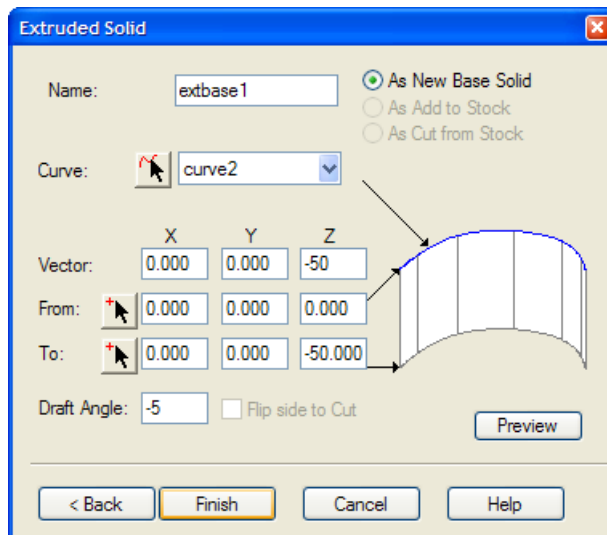 Extruded Solid
Name: extbase1
As New Base Solid
As Add to Stock
As Cut from Stock
Curve: curve2
X Y Z
Vector: 0.000 0.000 -50
From: 0.000 0.000 0.000
To: 0.000 0.000 -50.000
Draft Angle: -5 Flip side to Cut
Preview
< Back Finish Cancel Help